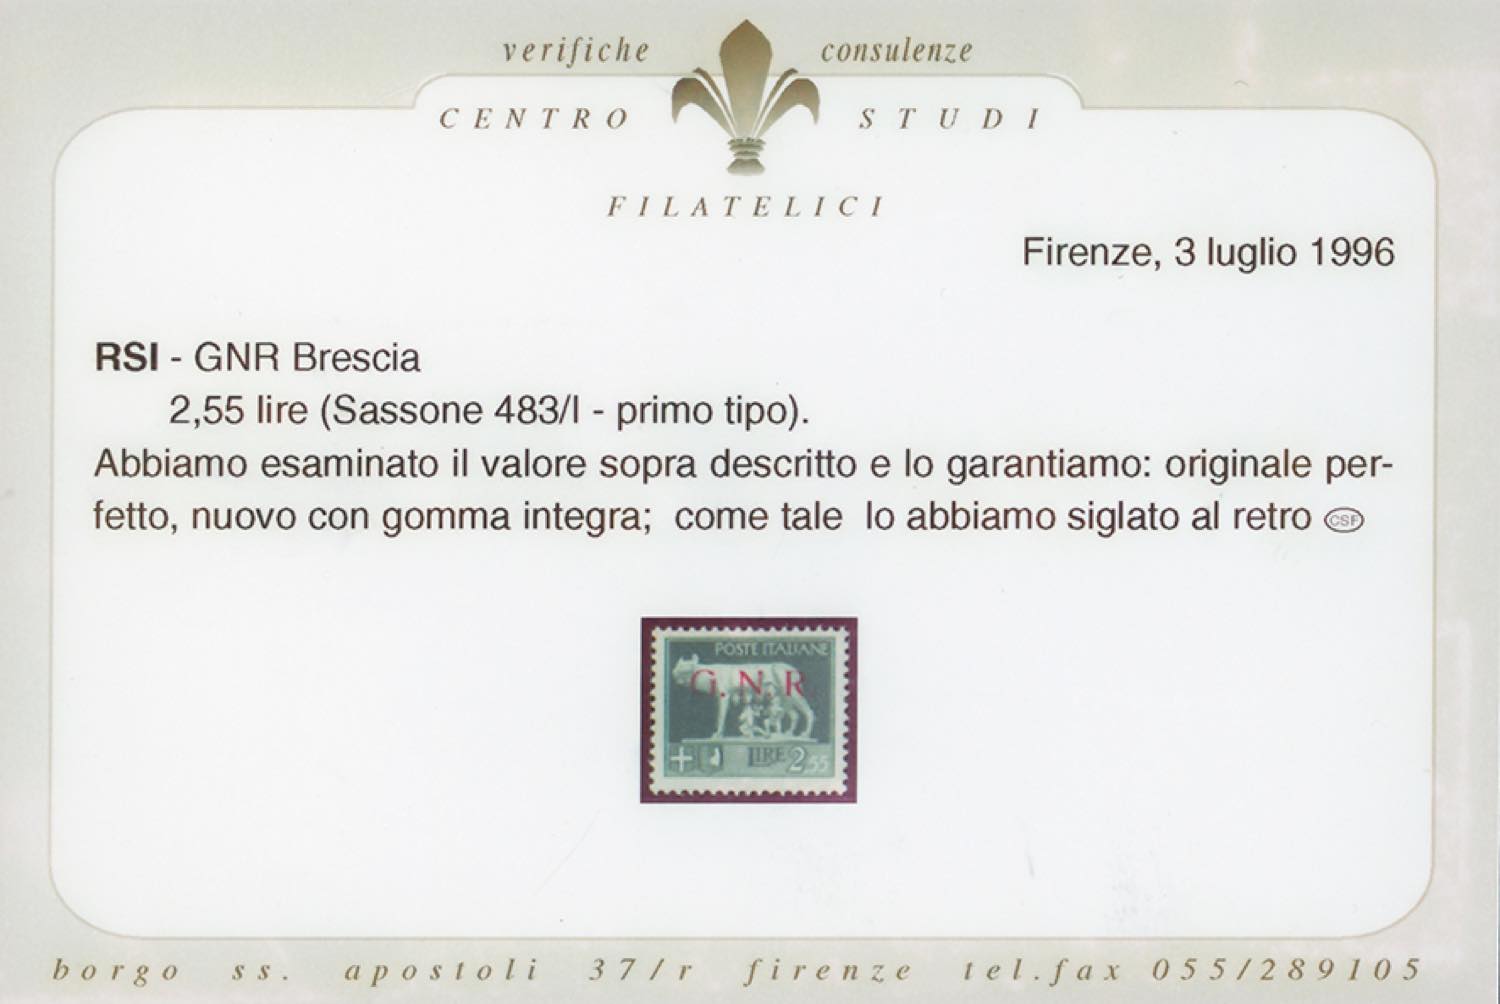 verifiche consulenze
CENTRO STUDI
FILATELICI
Firenze, 3 luglio 1996
RSI - GNR Brescia
2,55 lire (Sassone 483/I - primo tipo).
Abbiamo esaminato il valore sopra descritto e lo garantiamo: originale per-
fetto, nuovo con gomma integra; come tale lo abbiamo siglato al retro CSF
POSTE ITALIANE
G. N. R.
LIRE 2,55
borgo ss. apostoli 37/r firenze tel.fax 055/289105